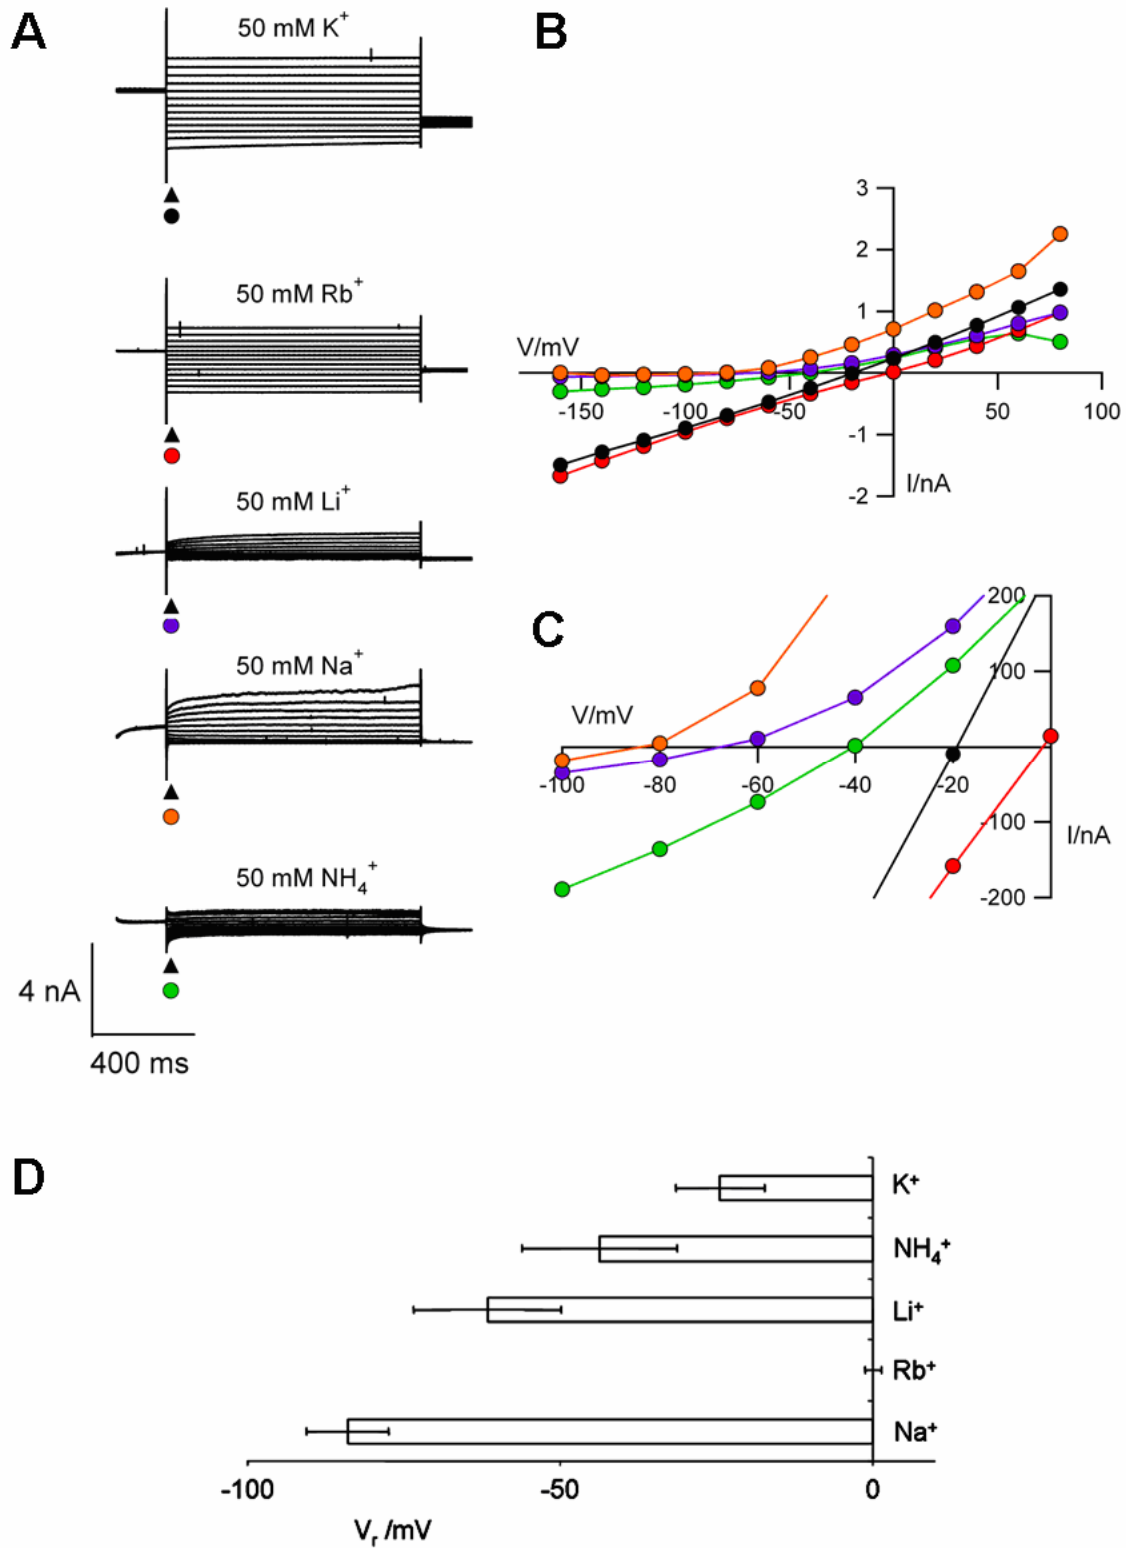 A
50 mM K+
50 mM Rb+
50 mM Li+
50 mM Na+
50 mM NH4+
4 nA
400 ms
B
3
2
1
V/mV
-150
-100
-50
50
100
-1
-2
I/nA
C
200
100
V/mV
-100
-80
-60
-40
-20
-100
I/nA
-200
D
K+
NH4+
Li+
Rb+
Na+
-100
-50
0
Vr /mV